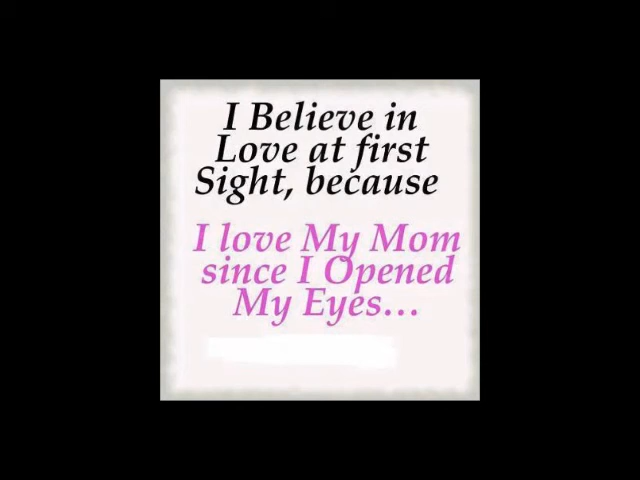 I Believe in
Love at first
Sight, because
I love My Mom
since I Opened
My Eyes...